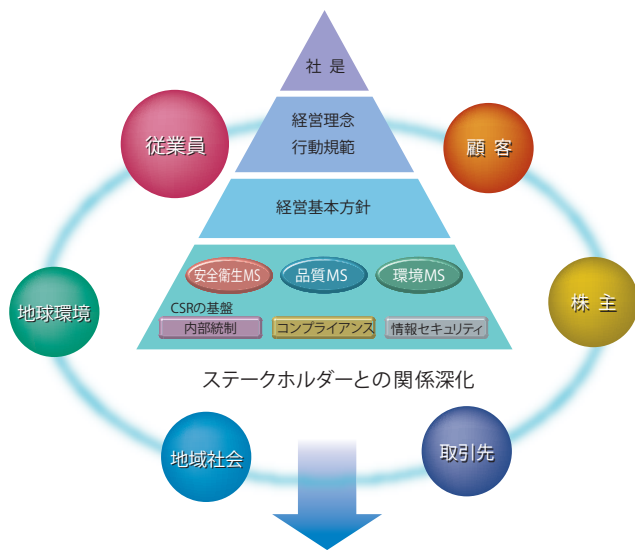 社 是
経営理念
行動規範
従業員
顧 客
経営基本方針
安全衛生MS
品質MS
環境MS
CSRの基盤
内部統制
コンプライアンス
情報セキュリティ
地球環境
株 主
ステークホルダーとの関係深化
地域社会
取引先